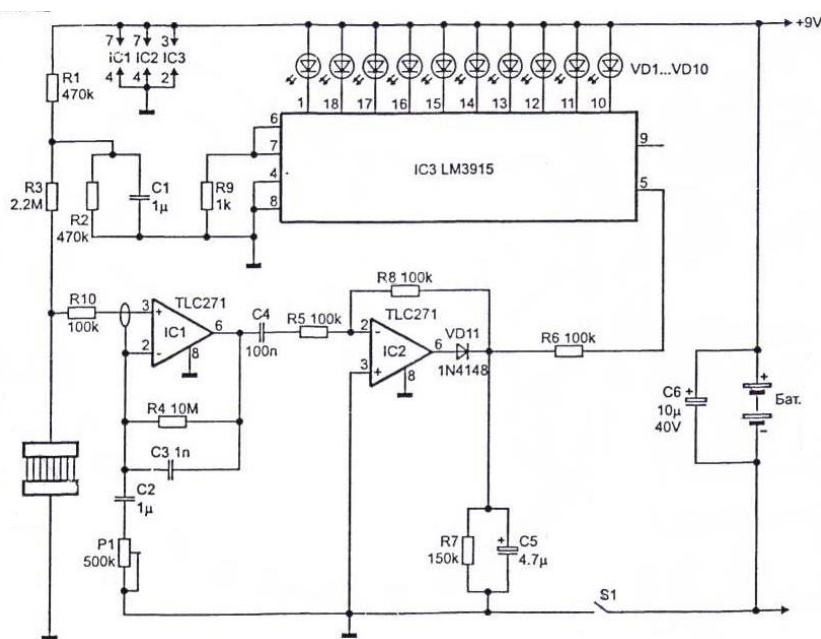 +9V
7 7 3
IC1 IC2 IC3
4 4 2
R1
470k
VD1...VD10
1 18 17 16 15 14 13 12 11 10
6
7
4
8
9
5
IC3 LM3915
R3
2.2M
R2
470k
C1
1μ
R9
1k
R10
100k
TLC271
3
+
2
-
IC1
6
8
C4
100n
R5 100k
R8 100k
TLC271
2
-
3
+
IC2
6
8
VD11
1N4148
R6 100k
R4 10M
C3 1n
C2
1μ
P1
500k
R7
150k
+
C5
4.7μ
+
C6
10μ
40V
+
-
Бат.
S1